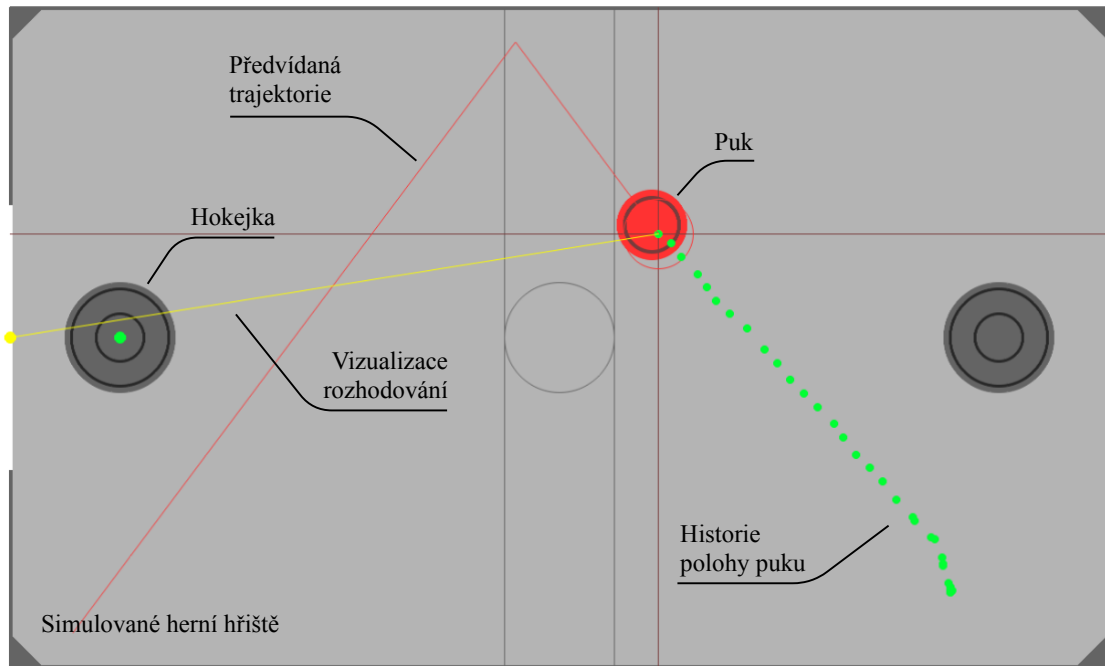 Předvídaná
trajektorie
Puk
Hokejka
Vizualizace
rozhodování
Historie
polohy puku
Simulované herní hřiště